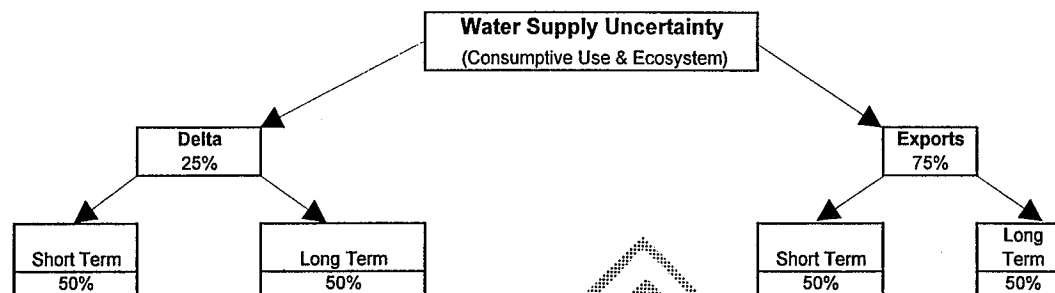 Water Supply Uncertainty
(Consumptive Use & Ecosystem)
Delta
25%
Exports
75%
Short Term
50%
Long Term
50%
Short Term
50%
Long
Term
50%